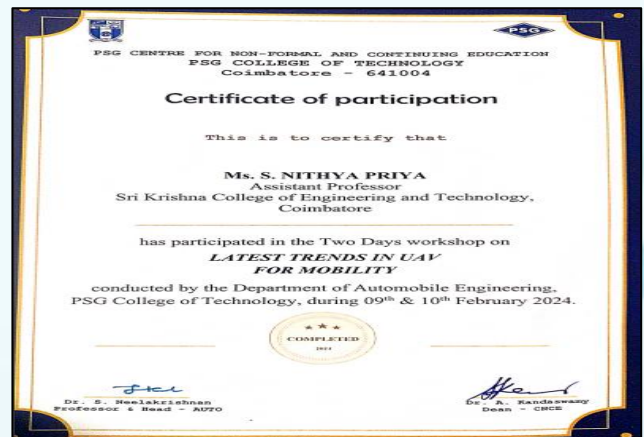 PSG
PSG CENTRE FOR NON-FORMAL AND CONTINUING EDUCATION
PSG COLLEGE OF TECHNOLOGY
Coimbatore - 641004
Certificate of participation
This is to certify that
Ms. S. NITHYA PRIYA
Assistant Professor
Sri Krishna College of Engineering and Technology,
Coimbatore
has participated in the Two Days workshop on
LATEST TRENDS IN UAV
FOR MOBILITY
conducted by the Department of Automobile Engineering,
PSG College of Technology, during 09th & 10th February 2024.
COMPLETED
2024
Dr. S. Neelakrishnan
Professor & Head - AUTO
Dr. A. Kandaswamy
Dean - CNCE